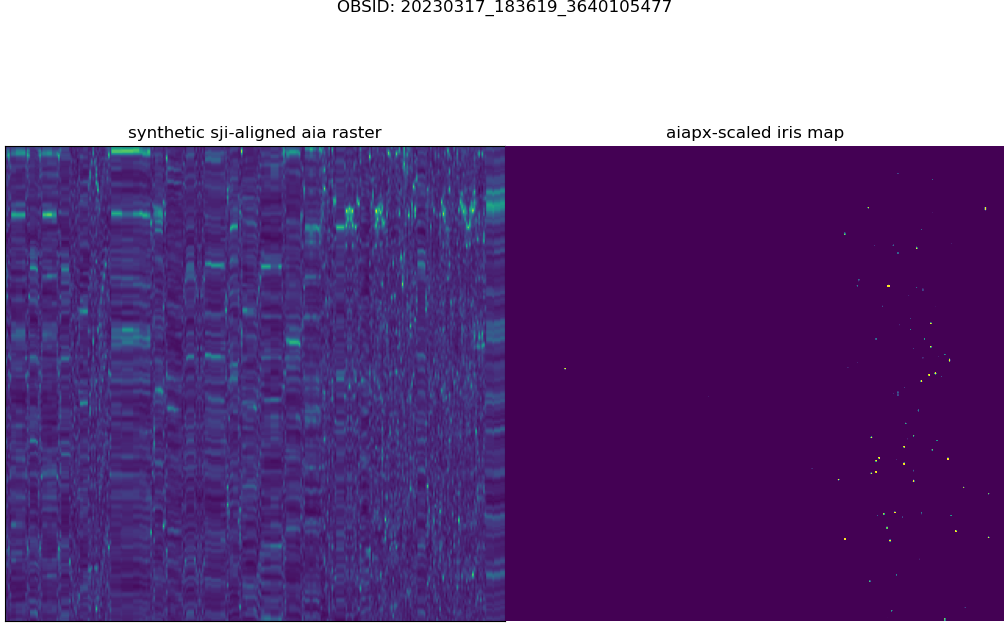 OBSID: 20230317_183619_3640105477
synthetic sji-aligned aia raster
aiapx-scaled iris map